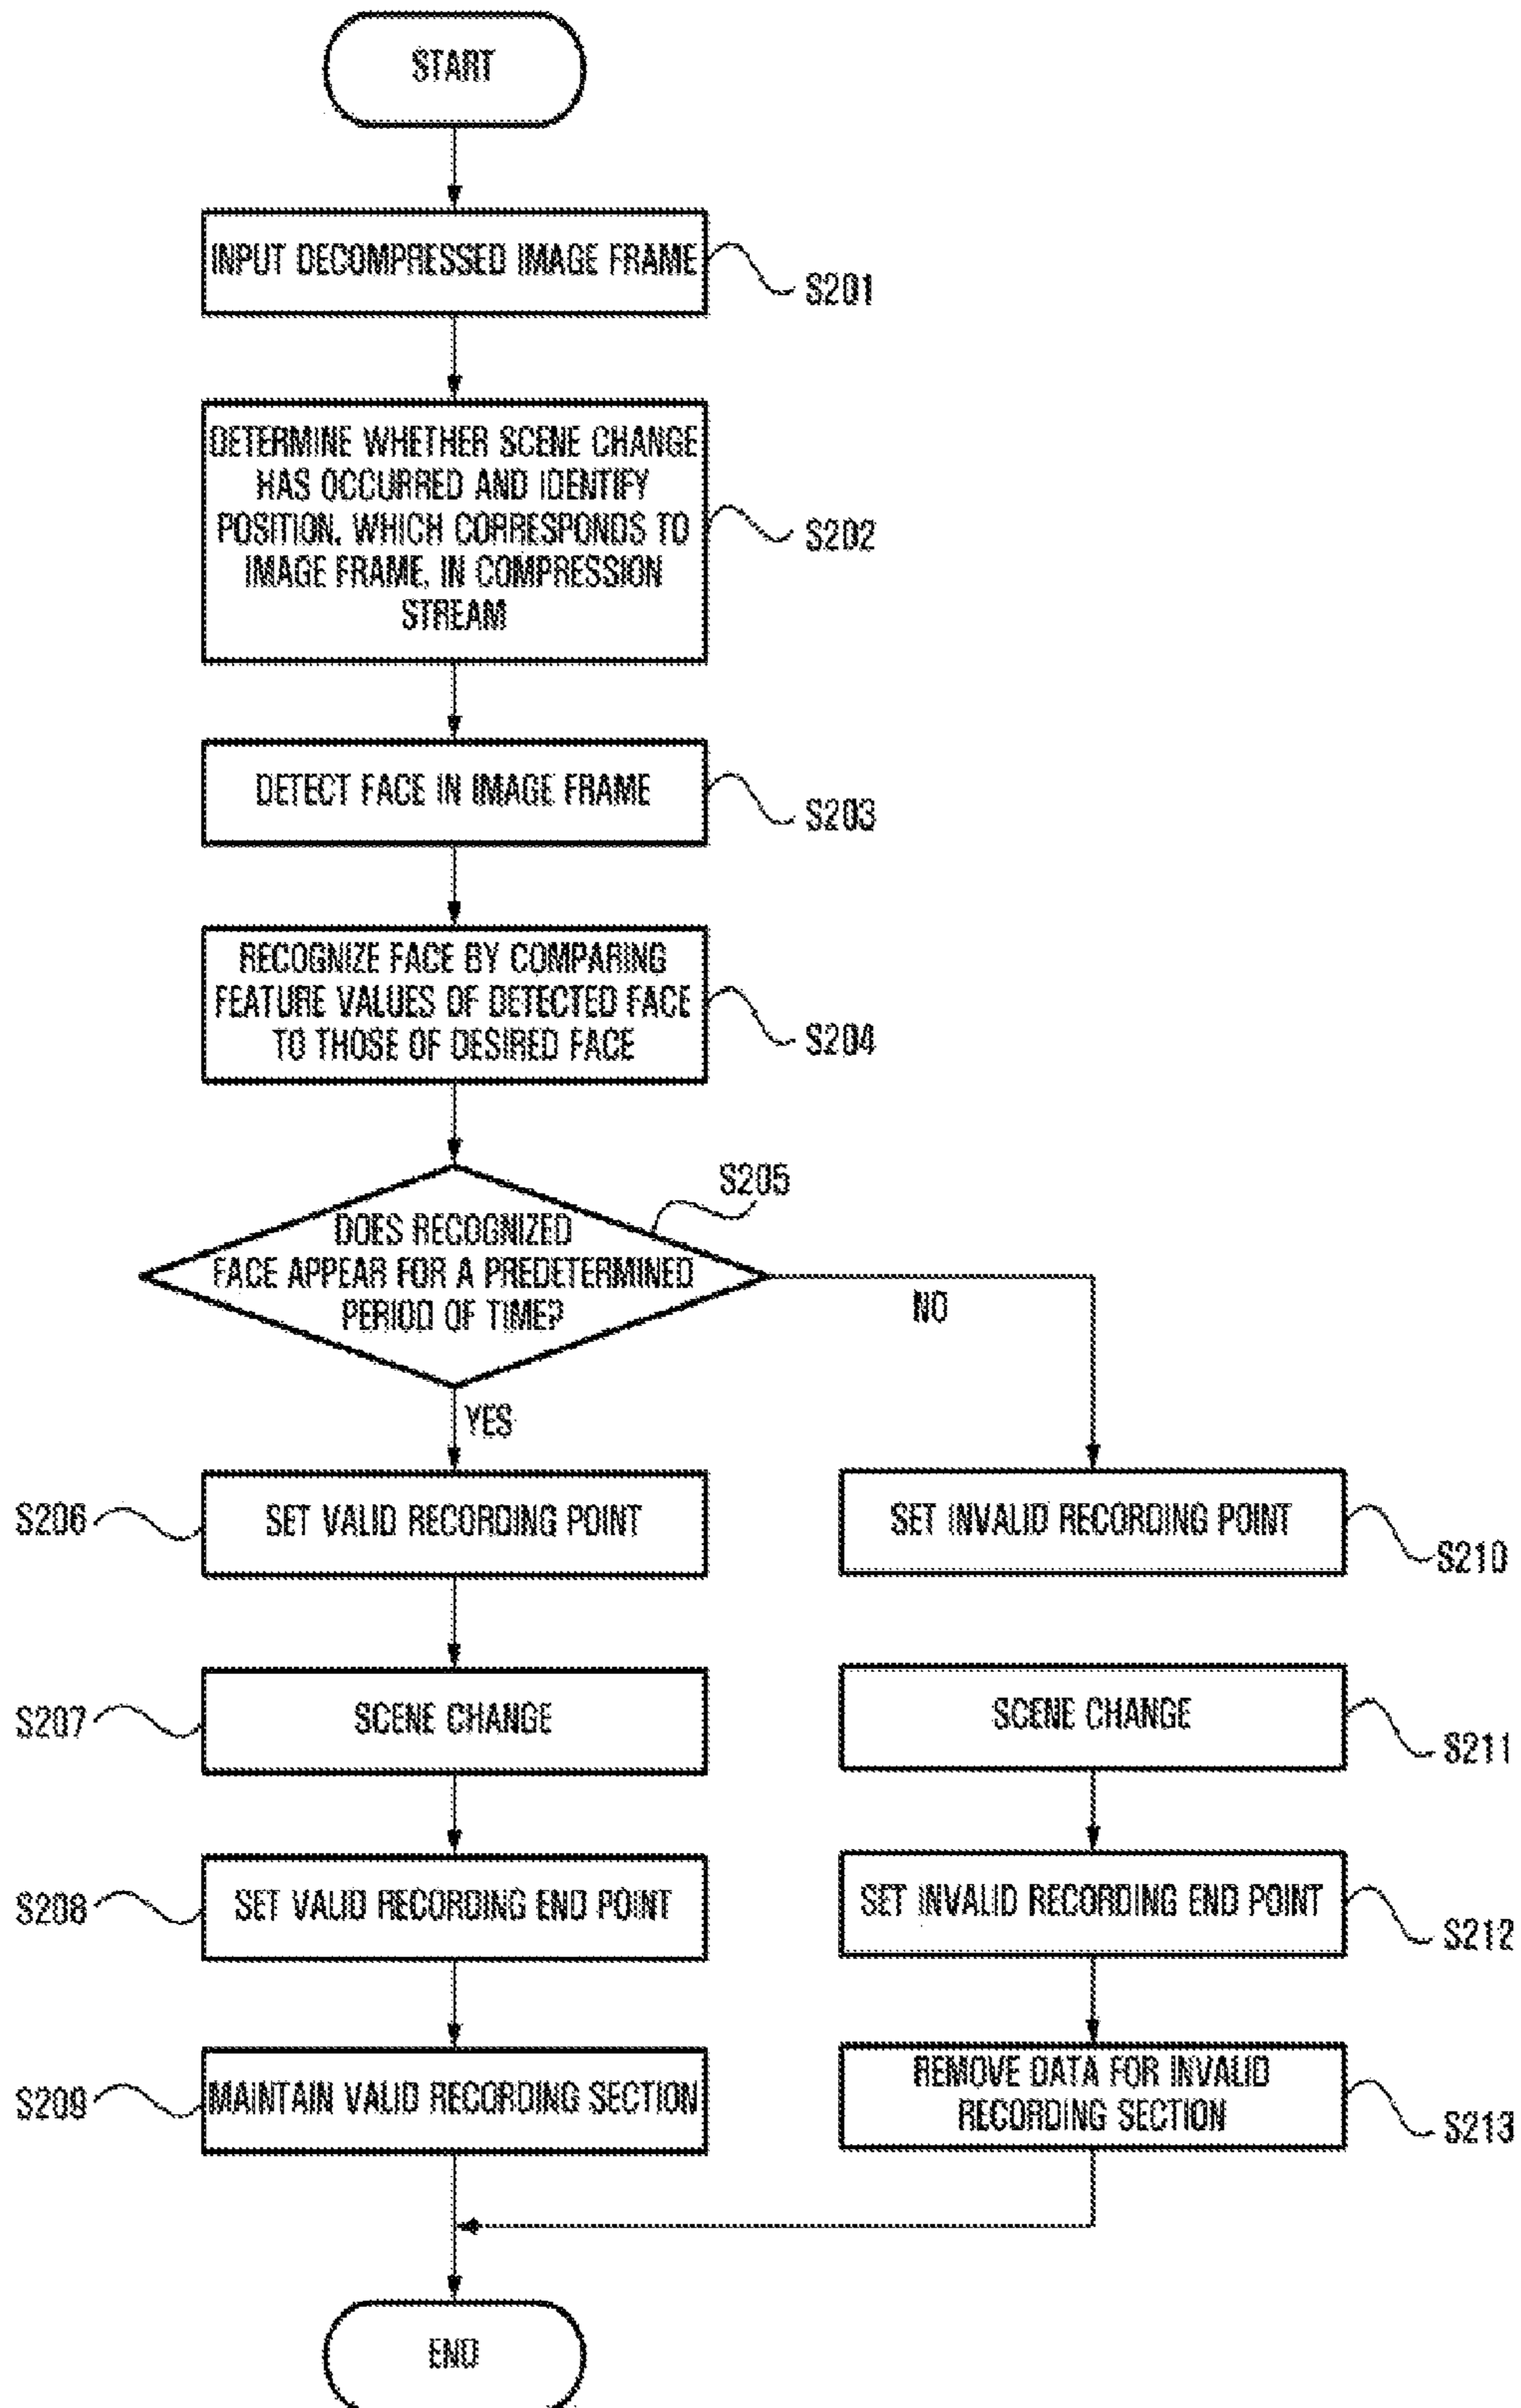 START
INPUT DECOMPRESSED IMAGE FRAME
S201
DETERMINE WHETHER SCENE CHANGE
HAS OCCURRED AND IDENTIFY
POSITION, WHICH CORRESPONDS TO
IMAGE FRAME, IN COMPRESSION
STREAM
S202
DETECT FACE IN IMAGE FRAME
S203
RECOGNIZE FACE BY COMPARING
FEATURE VALUES OF DETECTED FACE
TO THOSE OF DESIRED FACE
S204
S205
DOES RECOGNIZED
FACE APPEAR FOR A PREDETERMINED
PERIOD OF TIME?
NO
YES
S206
SET VALID RECORDING POINT
SET INVALID RECORDING POINT
S210
S207
SCENE CHANGE
SCENE CHANGE
S211
S208
SET VALID RECORDING END POINT
SET INVALID RECORDING END POINT
S212
S209
MAINTAIN VALID RECORDING SECTION
REMOVE DATA FOR INVALID
RECORDING SECTION
S213
END